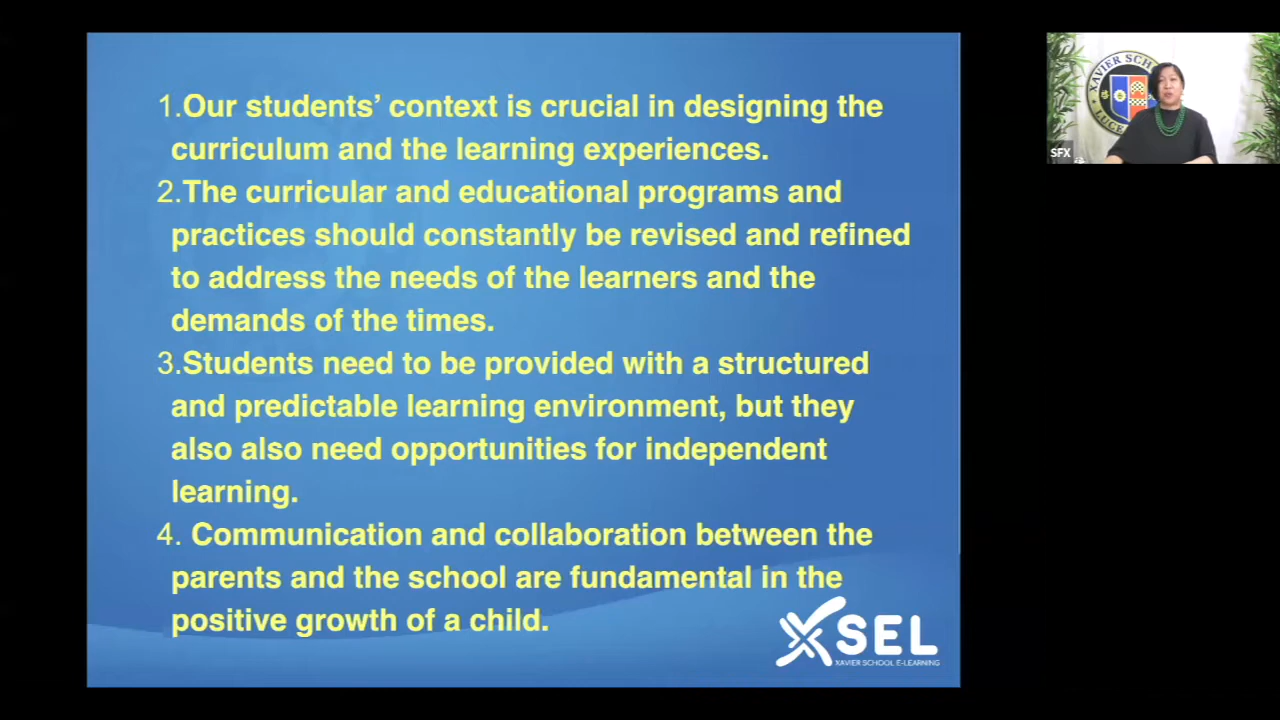 1.Our students' context is crucial in designing the
curriculum and the learning experiences.
2.The curricular and educational programs and
practices should constantly be revised and refined
to address the needs of the learners and the
demands of the times.
3.Students need to be provided with a structured
and predictable learning environment, but they
also also need opportunities for independent
learning.
4. Communication and collaboration between the
parents and the school are fundamental in the
positive growth of a child.
XSEL
XAVIER SCHOOL E-LEARNING
XAVIER SCH
SFX